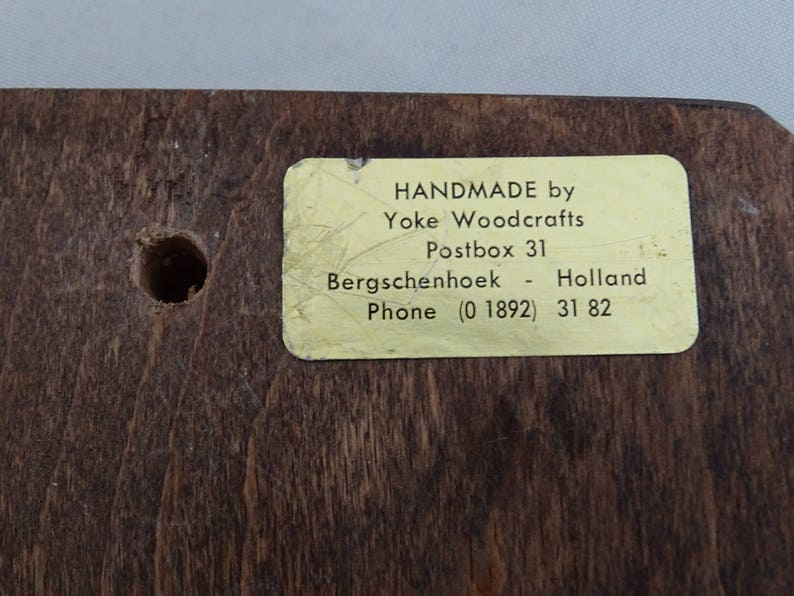 HANDMADE by
Yoke Woodcrafts
Postbox 31
Bergschenhoek - Holland
Phone (0 1892) 31 82